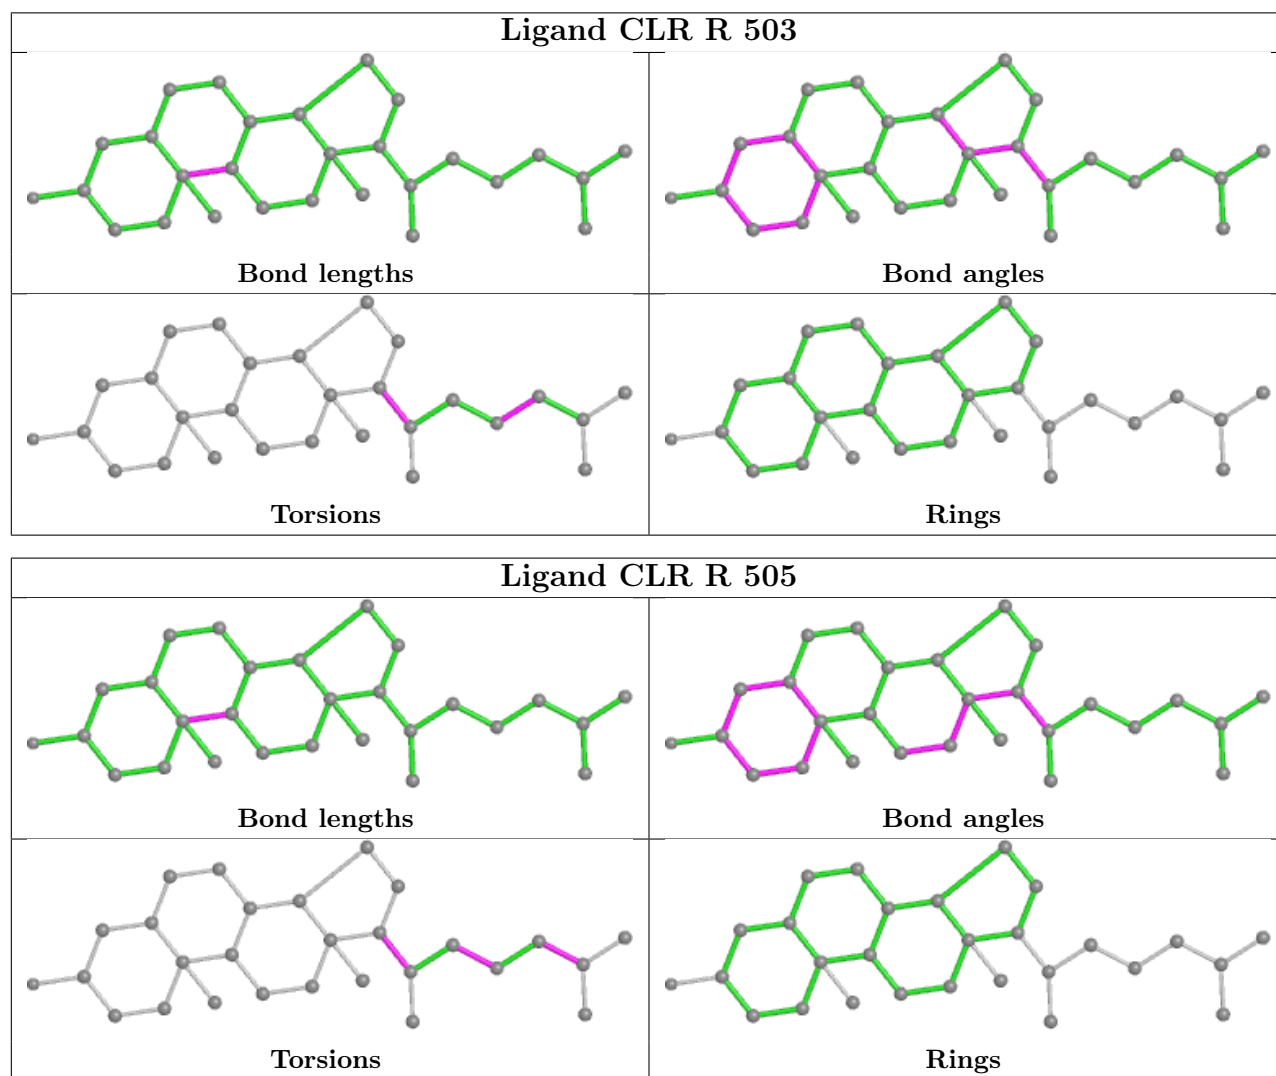 Ligand CLR R 503
Bond lengths
Bond angles
Torsions
Rings
Ligand CLR R 505
Bond lengths
Bond angles
Torsions
Rings